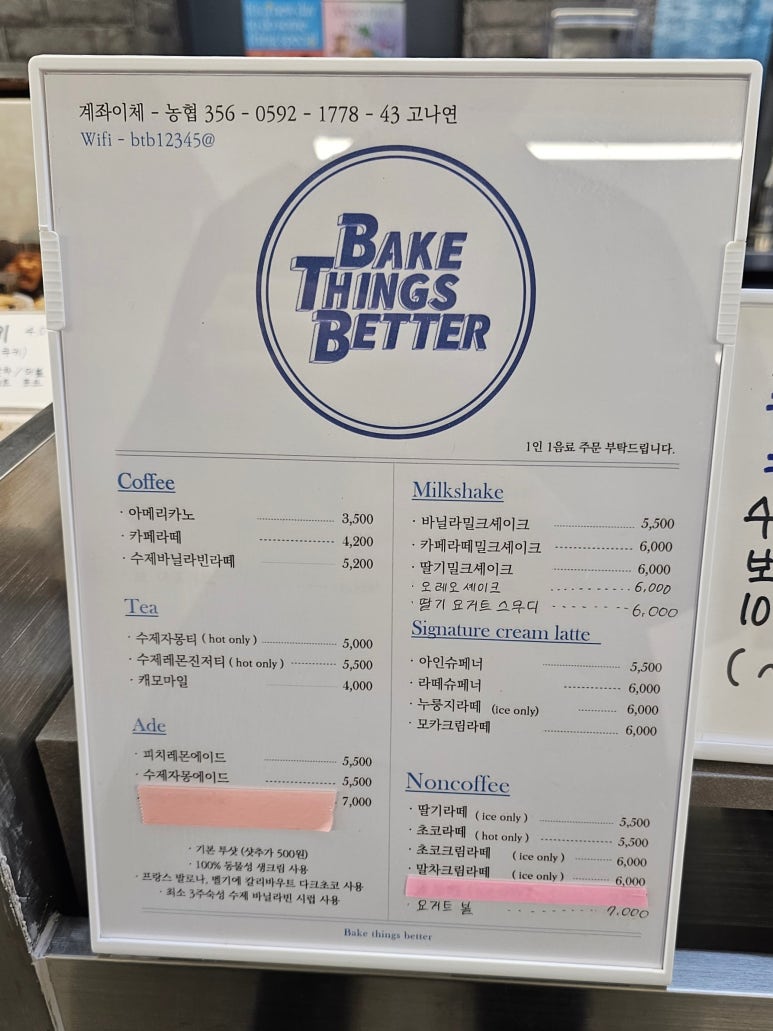 계좌이체 - 농협 356 - 0592 - 1778 - 43 고나연
Wifi - btb12345@
BAKE
THINGS
BETTER
1인 1음료 주문 부탁드립니다.
Coffee
· 아메리카노 3,500
· 카페라떼 4,200
· 수제바닐라빈라떼 5,200
Tea
· 수제자몽티 ( hot only ) 5,000
· 수제레몬진저티 ( hot only ) 5,500
· 캐모마일 4,000
Ade
· 피치레몬에이드 5,500
· 수제자몽에이드 5,500
7,000
· 기본 투샷 (샷추가 500원)
· 100% 동물성 생크림 사용
· 프랑스 발로나, 벨기에 칼리바우트 다크초코 사용
· 최소 3주숙성 수제 바닐라빈 시럽 사용
Milkshake
· 바닐라밀크셰이크 5,500
· 카페라떼밀크셰이크 6,000
· 딸기밀크셰이크 6,000
· 오레오 셰이크 6,000
· 딸기 요거트 스무디 6,000
Signature cream latte
· 아인슈페너 5,500
· 라떼슈페너 6,000
· 누룽지라떼 (ice only) 6,000
· 모카크림라떼 6,000
Noncoffee
· 딸기라떼 ( ice only ) 5,500
· 초코라떼 ( hot only ) 5,500
· 초코크림라떼 ( ice only ) 6,000
· 말차크림라떼 ( ice only ) 6,000
· 요거트 볼 7,000
Bake things better
수
보
10
( ~